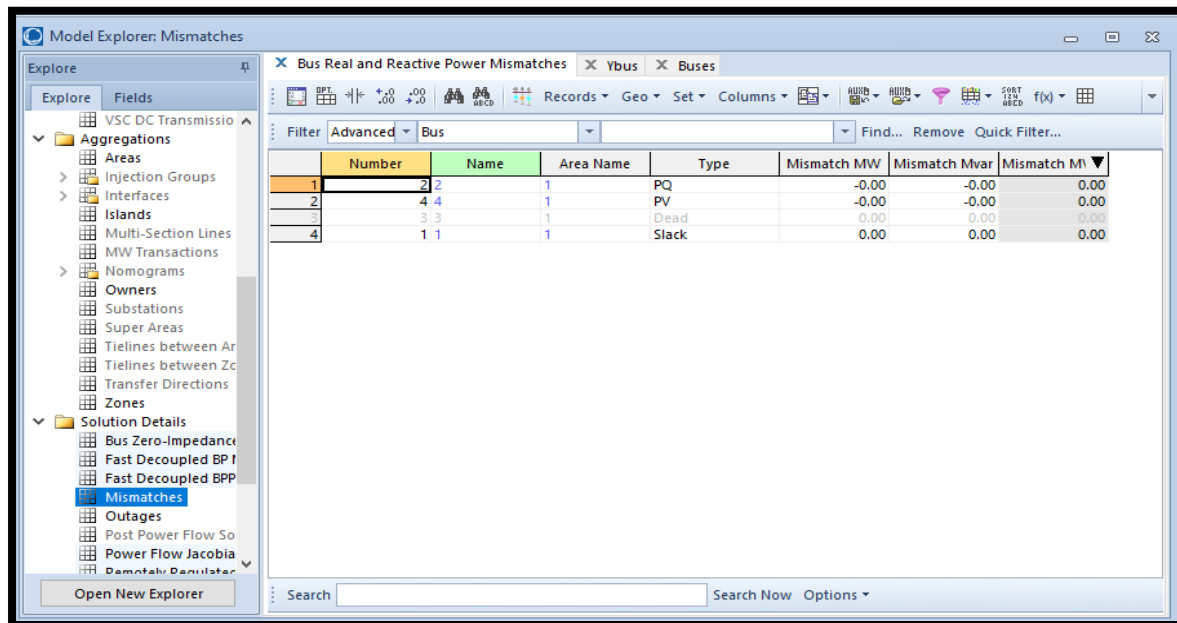 Model Explorer: Mismatches
Explore
Explore Fields
VSC DC Transmissio
Aggregations
Areas
Injection Groups
Interfaces
Islands
Multi-Section Lines
MW Transactions
Nomograms
Owners
Substations
Super Areas
Tielines between Ar
Tielines between Zo
Transfer Directions
Zones
Solution Details
Bus Zero-Impedance
Fast Decoupled BP
Fast Decoupled BPP
Mismatches
Outages
Post Power Flow So
Power Flow Jacobia
Remotely Regulated
Open New Explorer
Bus Real and Reactive Power Mismatches Ybus Buses
Records Geo Set Columns f(x)
Filter Advanced Bus Find... Remove Quick Filter...
Number Name Area Name Type Mismatch MW Mismatch Mvar Mismatch MV
1 2 2 1 PQ -0.00 -0.00 0.00
2 4 4 1 PV -0.00 -0.00 0.00
3 3 3 1 Dead 0.00 0.00 0.00
4 1 1 1 Slack 0.00 0.00 0.00
Search Search Now Options